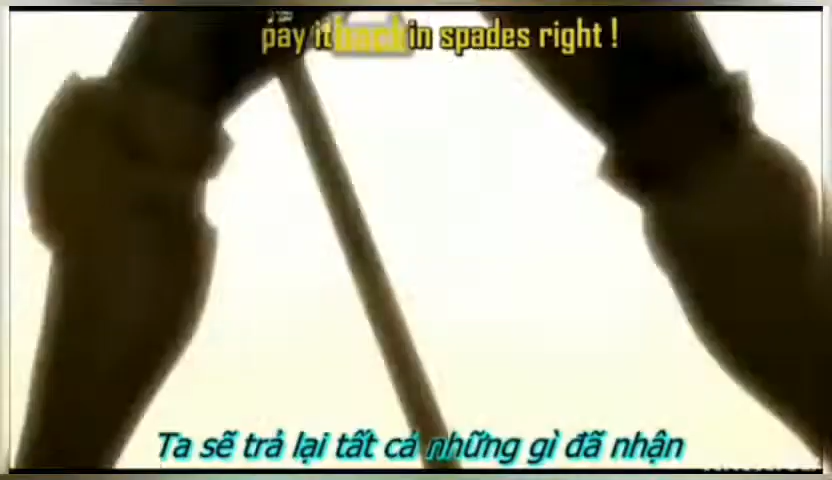 pay it back in spades right !
Ta sẽ trả lại tất cả những gì đã nhận